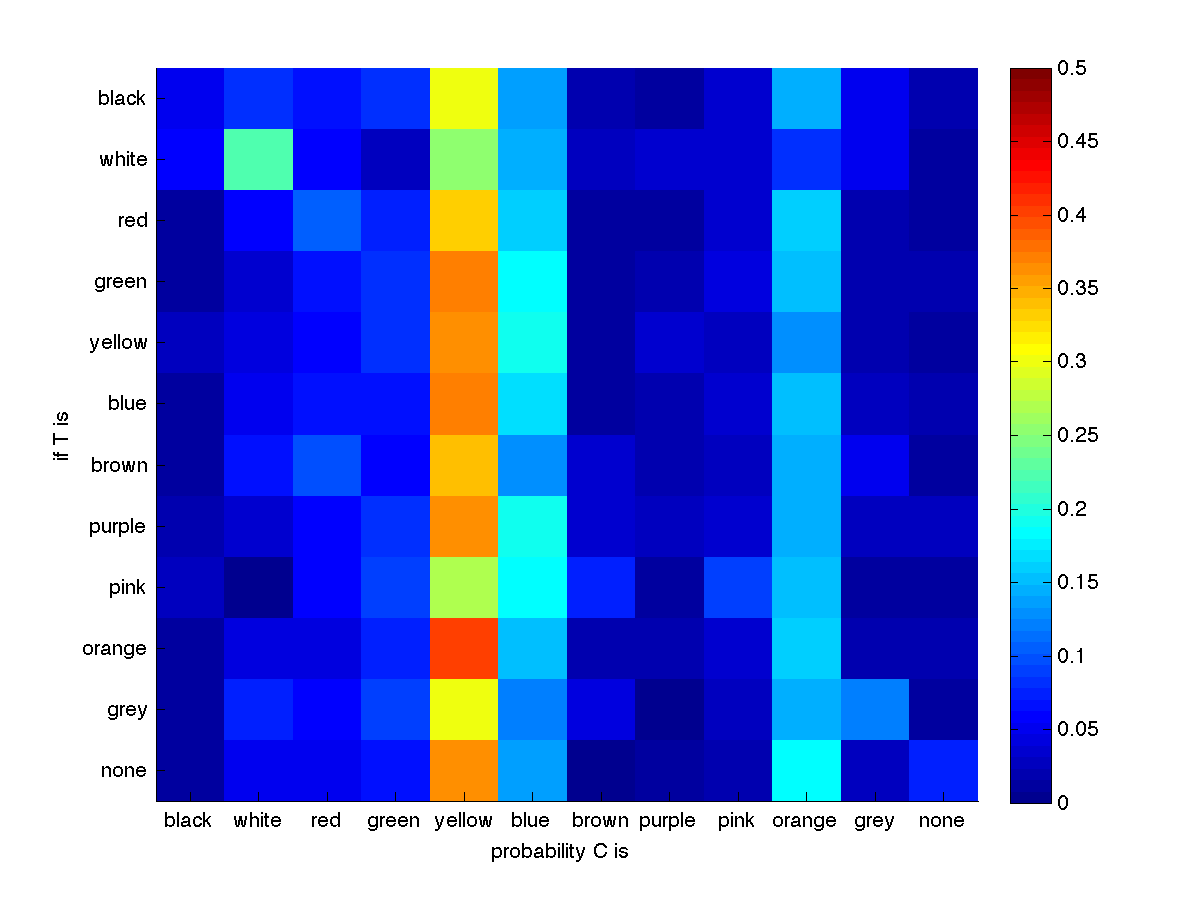 black
white
red
green
yellow
blue
brown
purple
pink
orange
grey
none
if T is
black white red green yellow blue brown purple pink orange grey none
probability C is
0.5
0.45
0.4
0.35
0.3
0.25
0.2
0.15
0.1
0.05
0